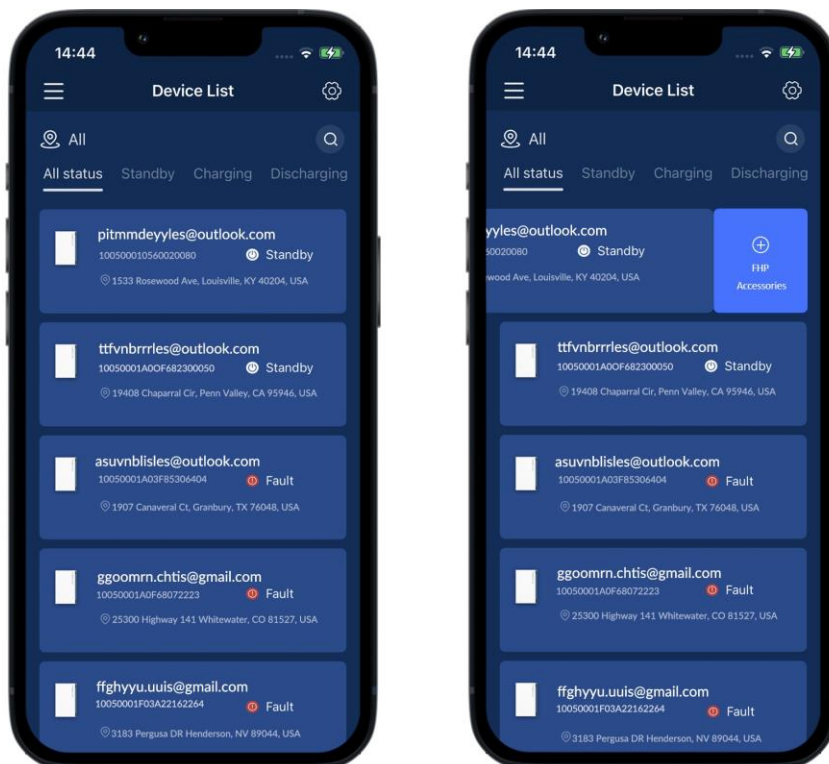 14:44
Device List
All
All status Standby Charging Discharging
pitmmdeyyles@outlook.com
10050001056002008​0 Standby
1533 Rosewood Ave, Louisville, KY 40204, USA
ttfvnbrrrles@outlook.com
10050001A0OF682300050 Standby
19408 Chaparral Cir, Penn Valley, CA 95946, USA
asuvnblisles@outlook.com
10050001A03F85306404 Fault
1907 Canaveral Ct, Granbury, TX 76048, USA
ggoomrn.chtis@gmail.com
10050001A0F68072223 Fault
25300 Highway 141 Whitewater, CO 81527, USA
ffghyyu.uuis@gmail.com
10050001F03A22162264 Fault
3183 Pergusa DR Henderson, NV 89044, USA
14:44
Device List
All
All status Standby Charging Discharging
yyles@outlook.com
60020080 Standby
wood Ave, Louisville, KY 40204, USA
FHP
Accessories
ttfvnbrrrles@outlook.com
10050001A0OF682300050 Standby
19408 Chaparral Cir, Penn Valley, CA 95946, USA
asuvnblisles@outlook.com
10050001A03F85306404 Fault
1907 Canaveral Ct, Granbury, TX 76048, USA
ggoomrn.chtis@gmail.com
10050001A0F68072223 Fault
25300 Highway 141 Whitewater, CO 81527, USA
ffghyyu.uuis@gmail.com
10050001F03A22162264 Fault
3183 Pergusa DR Henderson, NV 89044, USA